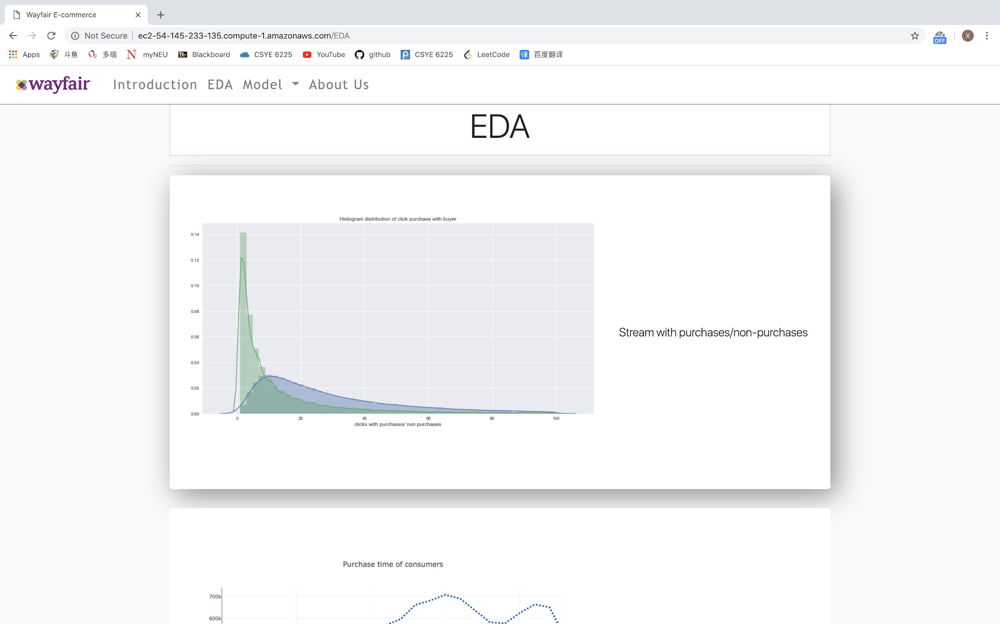 Wayfair E-commerce
Not Secure ec2-54-145-233-135.compute-1.amazonaws.com/EDA
OFF
X
Apps 斗鱼 多瑙 myNEU Blackboard CSYE 6225 YouTube github CSYE 6225 LeetCode 百度翻译
wayfair Introduction EDA Model About Us
EDA
Histogram distribution of click purchase with buyer
0.14
0.12
0.10
0.08
0.06
0.04
0.02
0.00
0 20 40 60 80 100
clicks with purchases/ non purchases
Stream with purchases/non-purchases
Purchase time of consumers
700k
600k